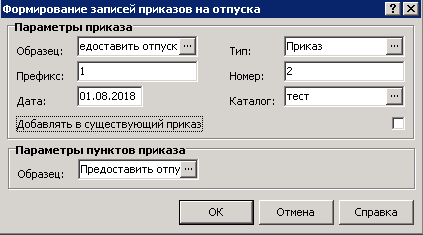 Формирование записей приказов на отпуска
Параметры приказа
Образец: едоставить отпуск ... Тип: Приказ ...
Префикс: 1 Номер: 2
Дата: 01.08.2018 Каталог: тест ...
Добавлять в существующий приказ
Параметры пунктов приказа
Образец: Предоставить отпу ...
ОК Отмена Справка